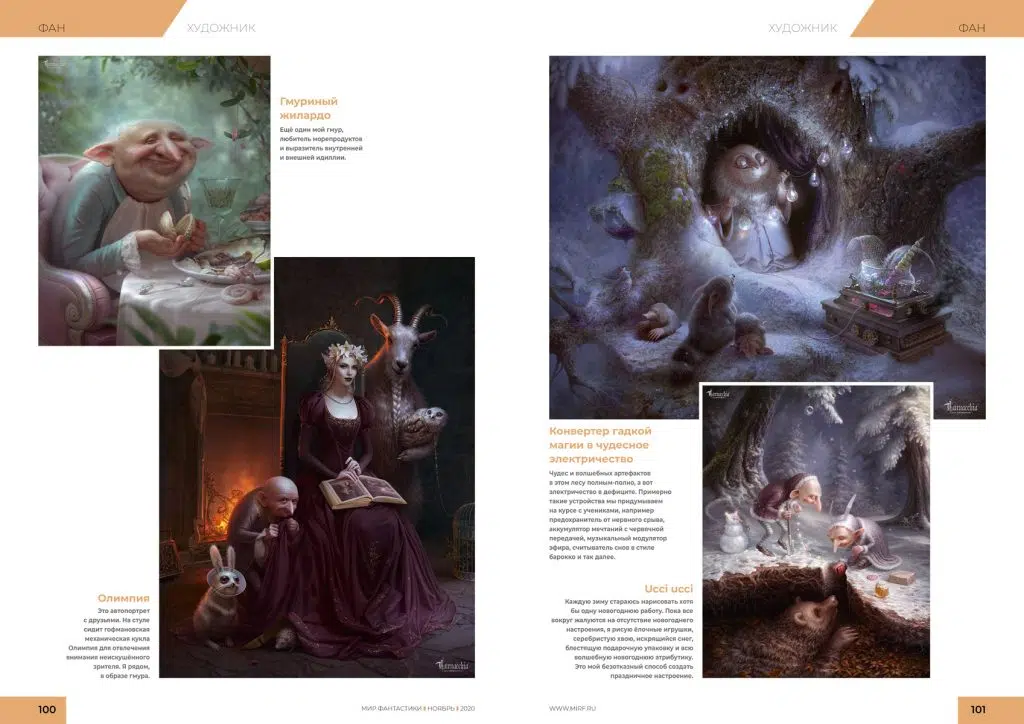 ФАН
ХУДОЖНИК
Гмуриный
жилардо
Ещё один мой гмур,
любитель морепродуктов
и выразитель внутренней
и внешней идиллии.
Олимпия
Это автопортрет
с друзьями. На стуле
сидит гофмановская
механическая кукла
Олимпия для отвлечения
внимания неискушённого
зрителя. Я рядом,
в образе гмура.
100
МИР ФАНТАСТИКИ
НОЯБРЬ
2020
ХУДОЖНИК
ФАН
Конвертер гадкой
магии в чудесное
электричество
Чудес и волшебных артефактов
в этом лесу полным-полно, а вот
электричество в дефиците. Примерно
такие устройства мы придумываем
на курсе с учениками, например
предохранитель от нервного срыва,
аккумулятор мечтаний с червячной
передачей, музыкальный модулятор
эфира, считыватель снов в стиле
барокко и так далее.
Ucci ucci
Каждую зиму стараюсь нарисовать хотя
бы одну новогоднюю работу. Пока все
вокруг жалуются на отсутствие новогоднего
настроения, я рисую ёлочные игрушки,
серебристую хвою, искрящийся снег,
блестящую подарочную упаковку и всю
волшебную новогоднюю атрибутику.
Это мой безотказный способ создать
праздничное настроение.
WWW.MIRF.RU
101